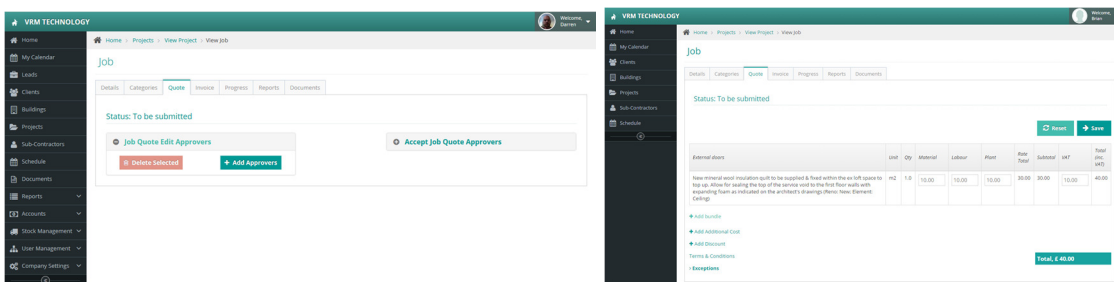 VRM TECHNOLOGY
Welcome,
Darren
Home
Home > Projects > View Project > View Job
My Calendar
Job
Leads
Clients
Details Categories Quote Invoice Progress Reports Documents
Buildings
Status: To be submitted
Projects
Job Quote Edit Approvers
Accept Job Quote Approvers
Sub-Contractors
Delete Selected
+ Add Approvers
Schedule
Documents
Reports
Accounts
Stock Management
User Management
Company Settings
VRM TECHNOLOGY
Welcome,
Brian
Home
Home > Projects > View Project > View Job
My Calendar
Job
Clients
Details Categories Quote Invoice Progress Reports Documents
Buildings
Projects
Status: To be submitted
Sub-Contractors
Schedule
Reset
Save
External doors Unit Qty Material Labour Plant Rate Total Subtotal VAT Total (inc. VAT)
New mineral wool insulation quilt to be supplied & fixed within the ex loft space to m2 1.0 10.00 10.00 10.00 30.00 30.00 10.00 40.00
top up. Allow for sealing the top of the service void to the first floor walls with
expanding foam as indicated on the architect's drawings (Reno: New: Element:
Ceiling)
+ Add bundle
+ Add Additional Cost
+ Add Discount
Terms & Conditions
Total, £ 40.00
Exceptions